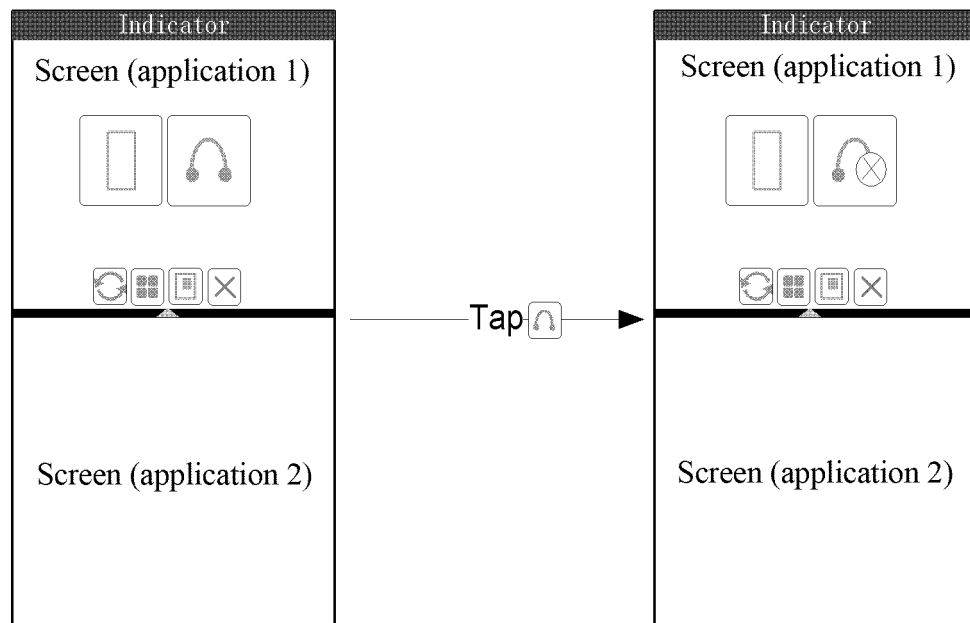 Indicator
Screen (application 1)
Screen (application 2)
Tap
Indicator
Screen (application 1)
Screen (application 2)